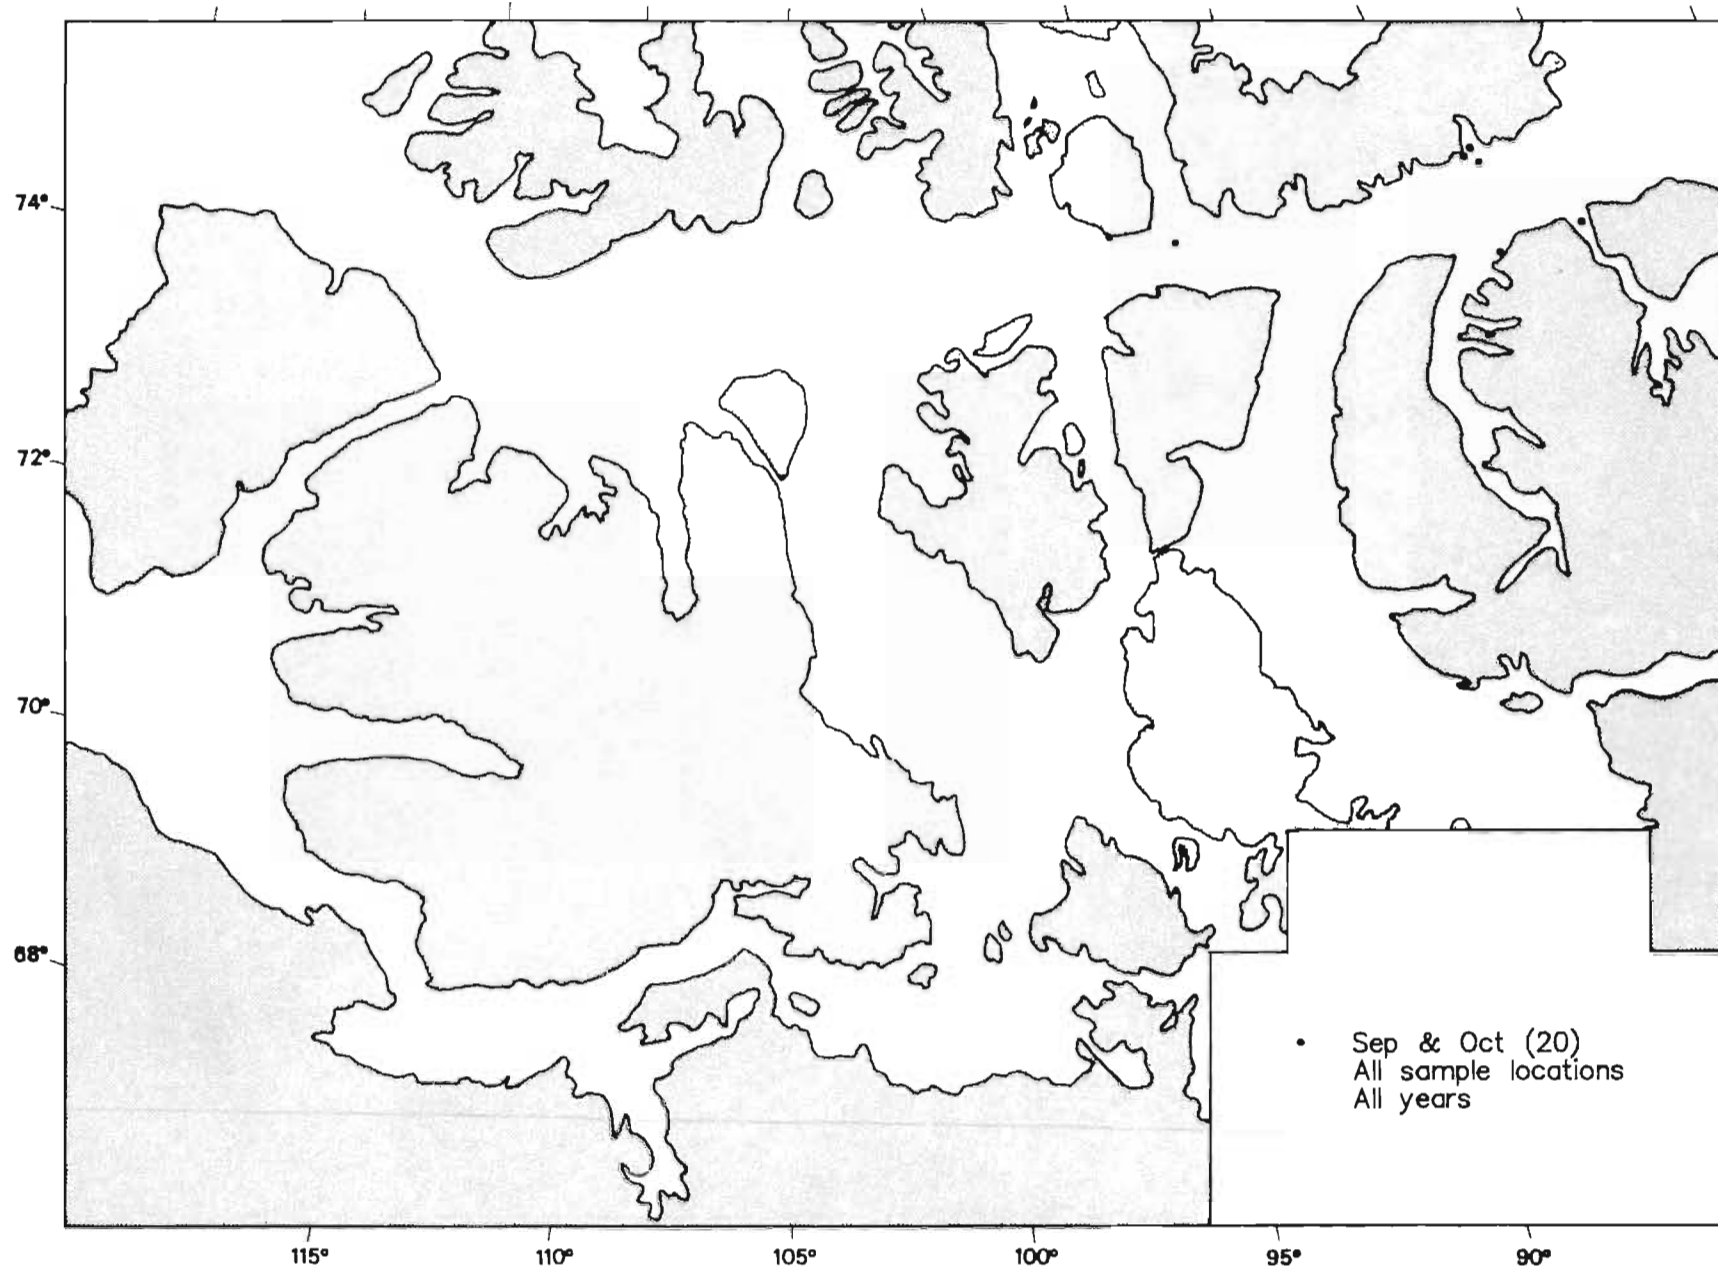 74°
72°
70°
68°
• Sep & Oct (20)
All sample locations
All years
115° 110° 105° 100° 95° 90°